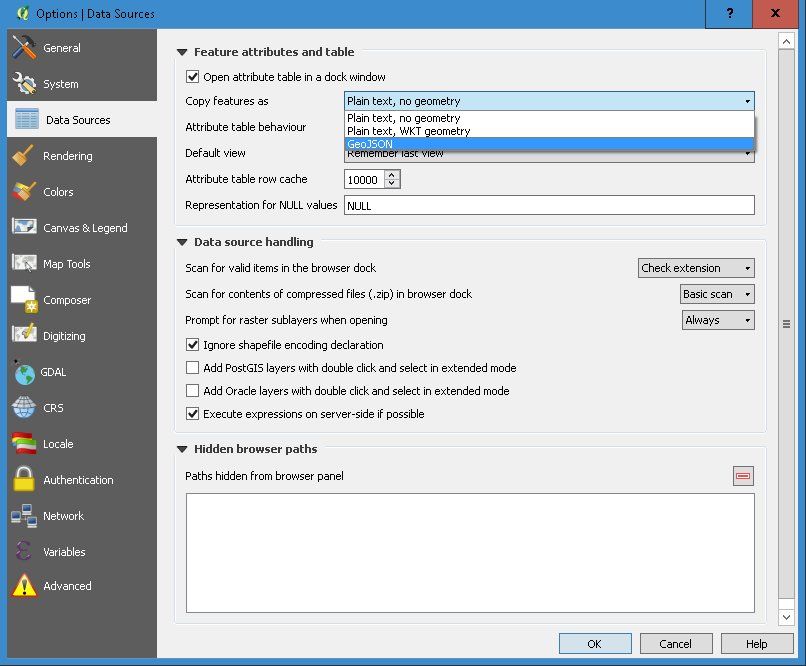 Options | Data Sources
?
X
General
System
Data Sources
Rendering
Colors
Canvas & Legend
Map Tools
Composer
Digitizing
GDAL
CRS
Locale
Authentication
Network
Variables
Advanced
Feature attributes and table
Open attribute table in a dock window
Copy features as Plain text, no geometry
Plain text, no geometry
Attribute table behaviour Plain text, WKT geometry
GeoJSON
Default view Remember last view
Attribute table row cache 10000
Representation for NULL values NULL
Data source handling
Scan for valid items in the browser dock Check extension
Scan for contents of compressed files (.zip) in browser dock Basic scan
Prompt for raster sublayers when opening Always
Ignore shapefile encoding declaration
Add PostGIS layers with double click and select in extended mode
Add Oracle layers with double click and select in extended mode
Execute expressions on server-side if possible
Hidden browser paths
Paths hidden from browser panel
OK Cancel Help